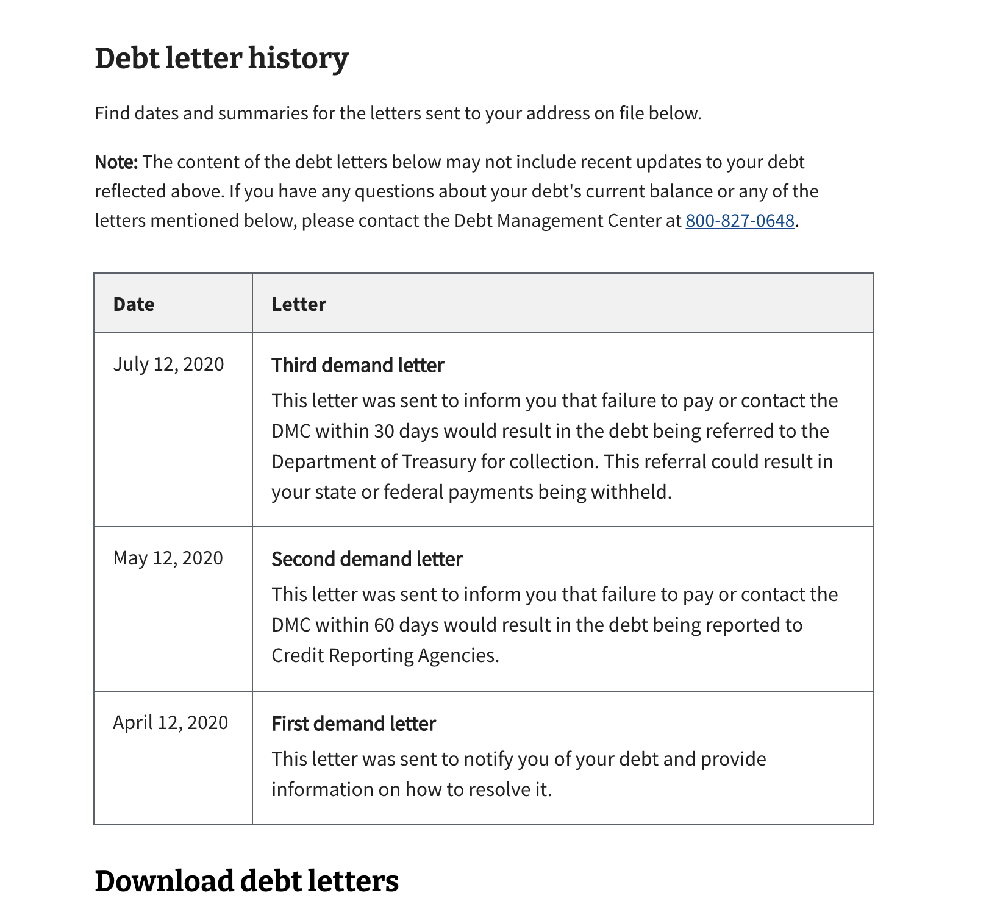 Debt letter history
Find dates and summaries for the letters sent to your address on file below.
Note: The content of the debt letters below may not include recent updates to your debt
reflected above. If you have any questions about your debt's current balance or any of the
letters mentioned below, please contact the Debt Management Center at 800-827-0648.
Date Letter
July 12, 2020 Third demand letter
This letter was sent to inform you that failure to pay or contact the
DMC within 30 days would result in the debt being referred to the
Department of Treasury for collection. This referral could result in
your state or federal payments being withheld.
May 12, 2020 Second demand letter
This letter was sent to inform you that failure to pay or contact the
DMC within 60 days would result in the debt being reported to
Credit Reporting Agencies.
April 12, 2020 First demand letter
This letter was sent to notify you of your debt and provide
information on how to resolve it.
Download debt letters